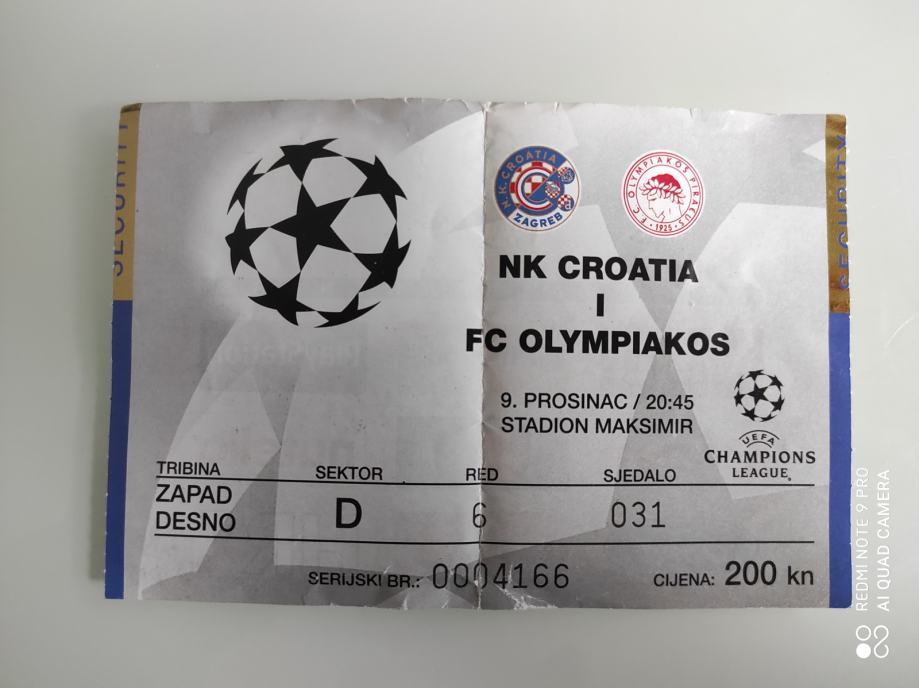 SECURITY
SECURITY
N.K. CROATIA
ZAGREB
OLYMPIAKOS PIRAEUS
F.C.
1925
NK CROATIA
I
FC OLYMPIAKOS
9. PROSINAC / 20:45
STADION MAKSIMIR
UEFA
CHAMPIONS
LEAGUE
TRIBINA SEKTOR RED SJEDALO
ZAPAD
DESNO D 6 031
SERIJSKI BR.: 0004166 CIJENA: 200 kn
REDMI NOTE 9 PRO
AI QUAD CAMERA